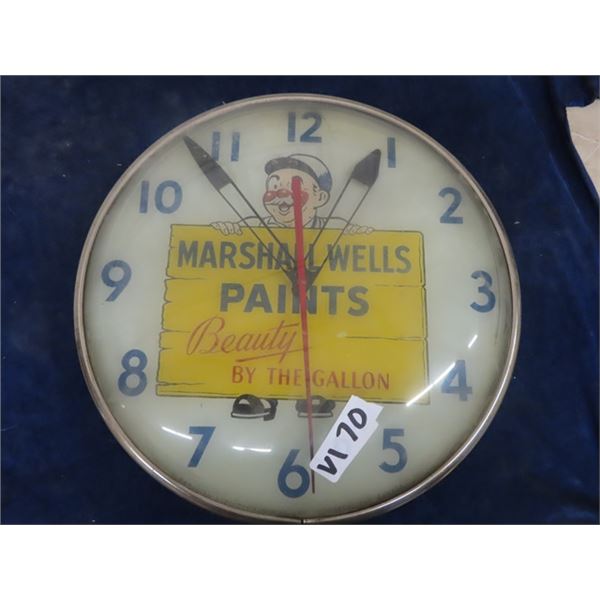 12
11 1
10 2
MARSHALL WELLS
9 3
PAINTS
Beauty
8 4
BY THE GALLON
7 5
6
VI 70